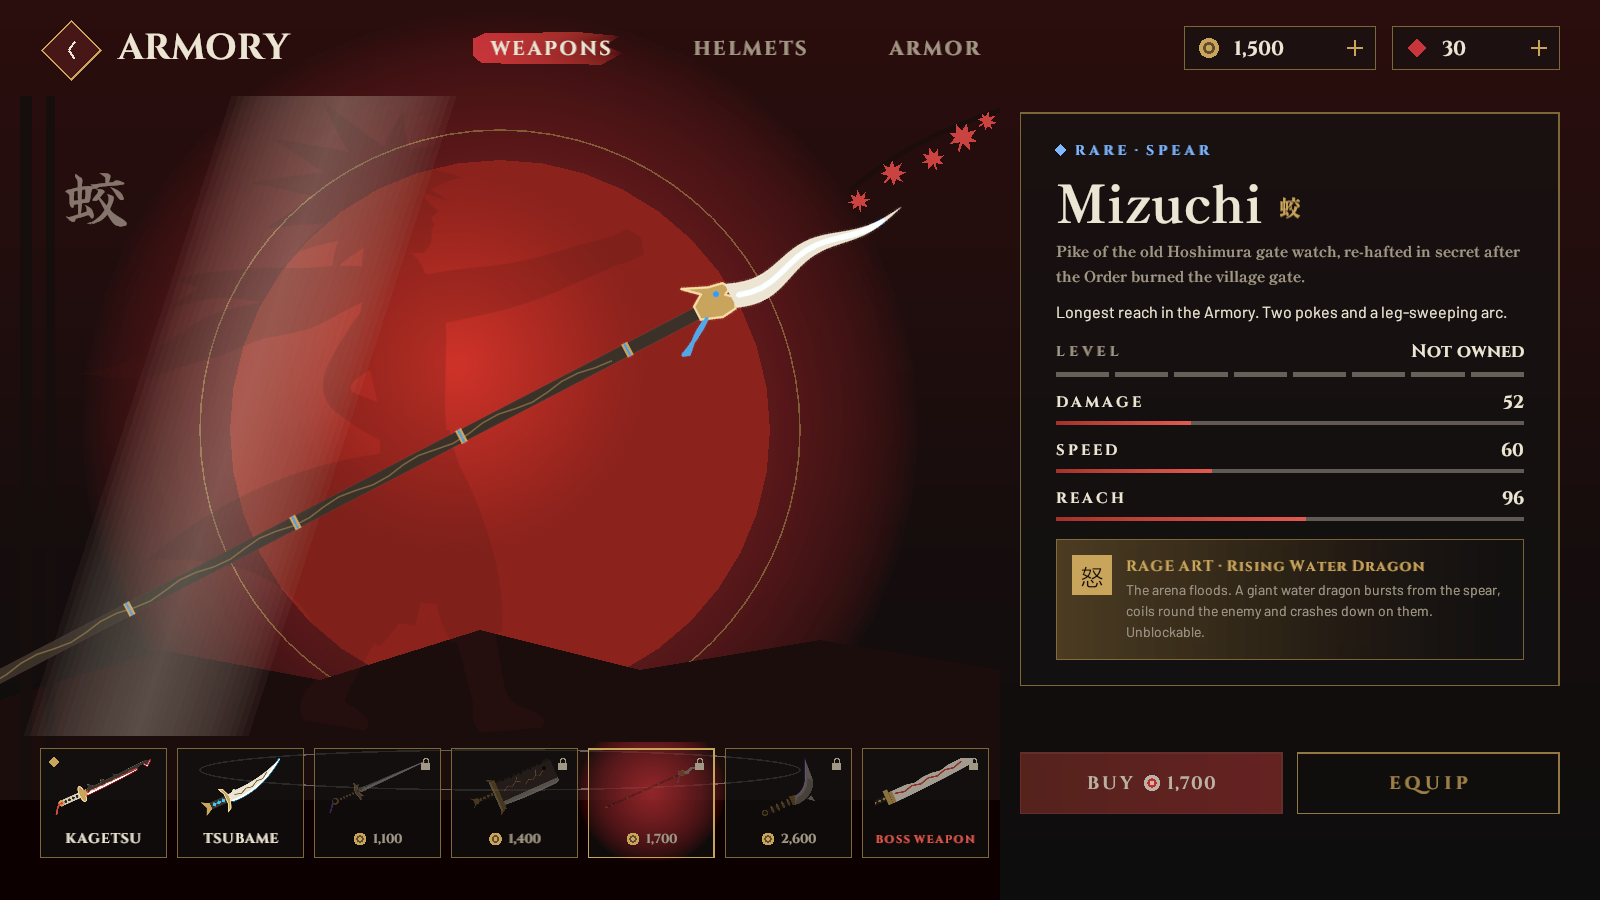 ARMORY
WEAPONS
HELMETS
ARMOR
1,500
30
蛟
RARE · SPEAR
Mizuchi 蛟
Pike of the old Hoshimura gate watch, re-hafted in secret after
the Order burned the village gate.
Longest reach in the Armory. Two pokes and a leg-sweeping arc.
LEVEL NOT OWNED
DAMAGE 52
SPEED 60
REACH 96
怒
RAGE ART · RISING WATER DRAGON
The arena floods. A giant water dragon bursts from the spear,
coils round the enemy and crashes down on them.
Unblockable.
KAGETSU
TSUBAME
1,100
1,400
1,700
2,600
BOSS WEAPON
BUY 1,700
EQUIP